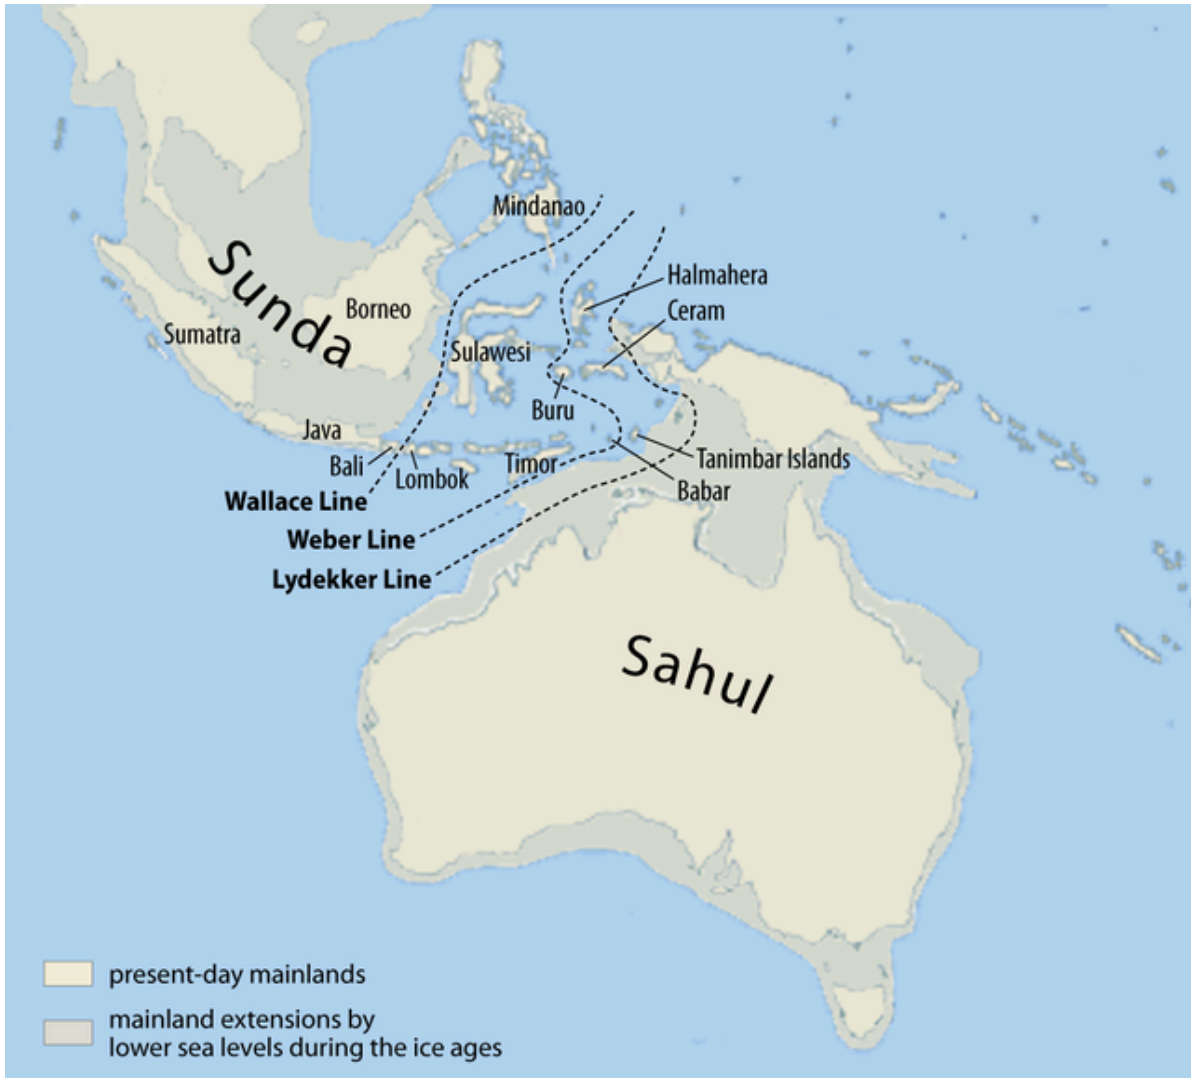 Mindanao
Halmahera
Ceram
Sunda
Borneo
Sumatra
Sulawesi
Buru
Java
Bali
Lombok
Timor
Tanimbar Islands
Babar
Wallace Line
Weber Line
Lydekker Line
Sahul
present-day mainlands
mainland extensions by
lower sea levels during the ice ages